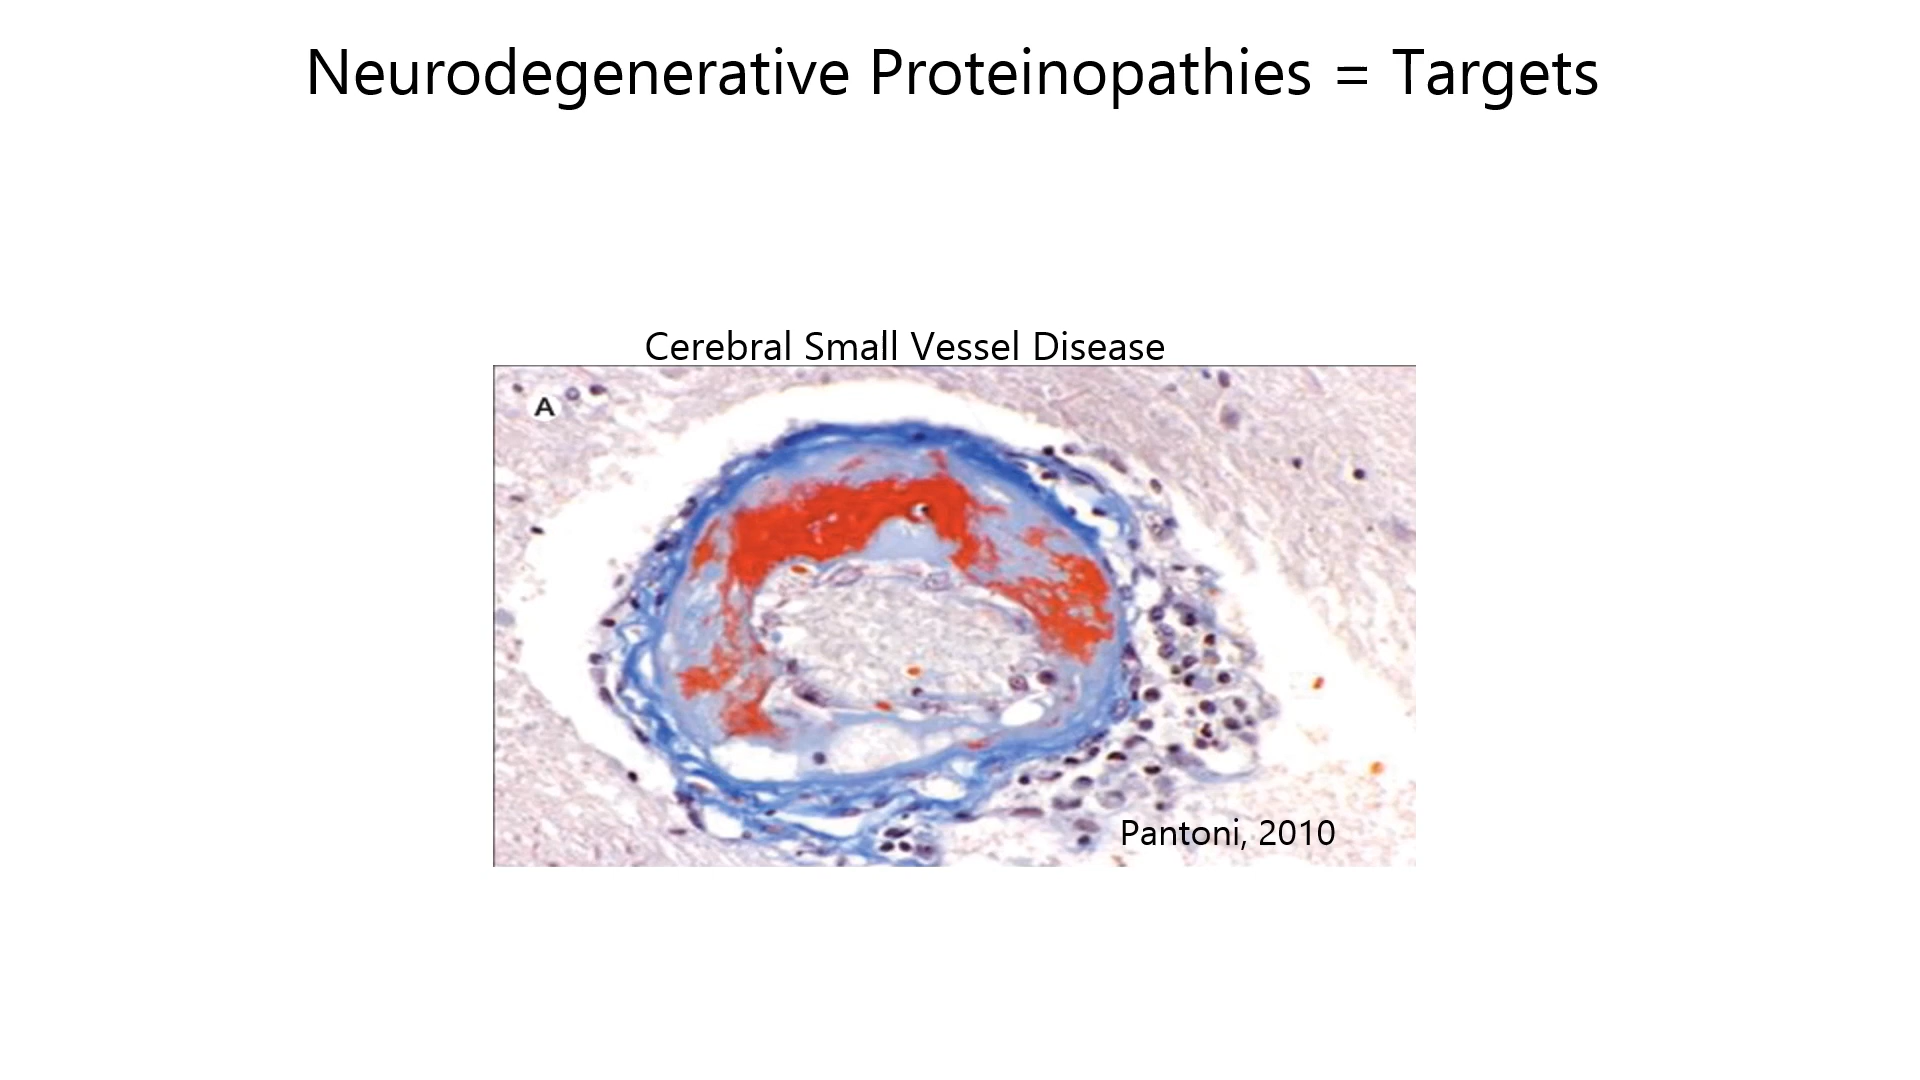 Neurodegenerative Proteinopathies = Targets
Cerebral Small Vessel Disease
A
Pantoni, 2010